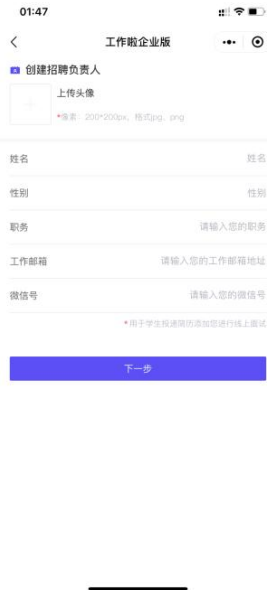 01:47
工作啦企业版
创建招聘负责人
上传头像
*像素：200*200px，格式jpg、png
姓名 姓名
性别 性别
职务 请输入您的职务
工作邮箱 请输入您的工作邮箱地址
微信号 请输入您的微信号
*用于学生投递简历添加您进行线上面试
下一步